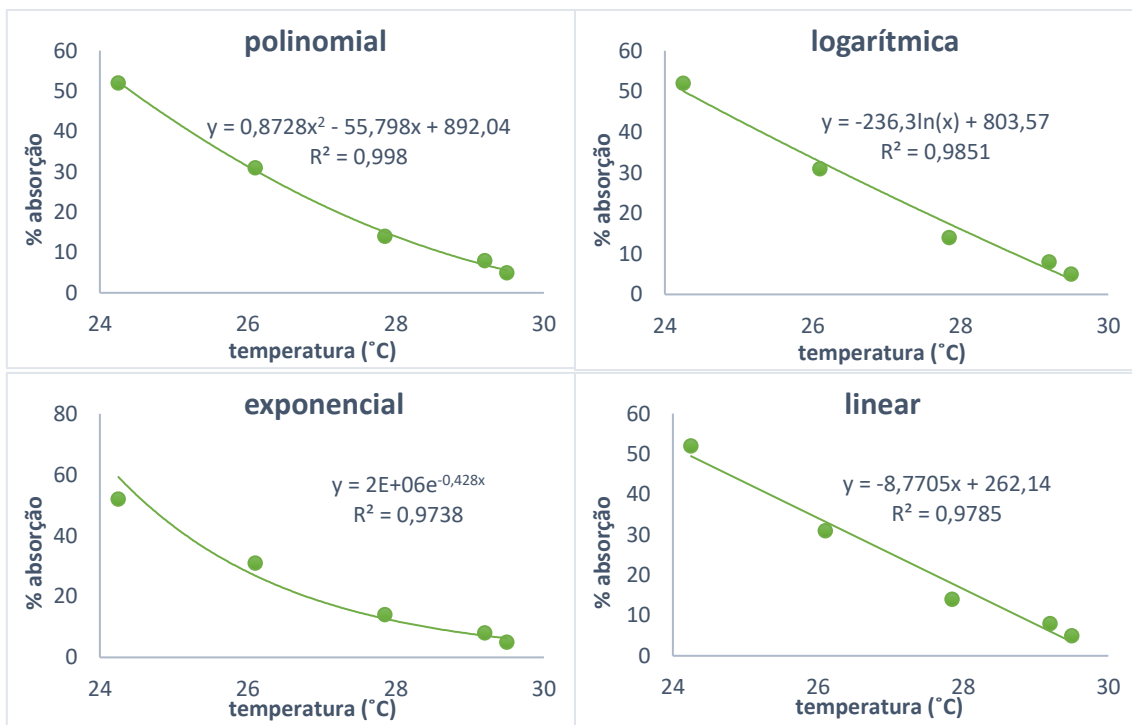 polinomial
60
50
40
30
20
10
0
% absorção
y = 0,8728x² - 55,798x + 892,04
R² = 0,998
24
26
28
30
temperatura (˚C)
logarítmica
60
50
40
30
20
10
0
% absorção
y = -236,3ln(x) + 803,57
R² = 0,9851
24
26
28
30
temperatura (˚C)
exponencial
80
60
40
20
0
% absorção
y = 2E+06e⁻⁰,⁴²⁸ˣ
R² = 0,9738
24
26
28
30
temperatura (˚C)
linear
60
50
40
30
20
10
0
% absorção
y = -8,7705x + 262,14
R² = 0,9785
24
26
28
30
temperatura (˚C)